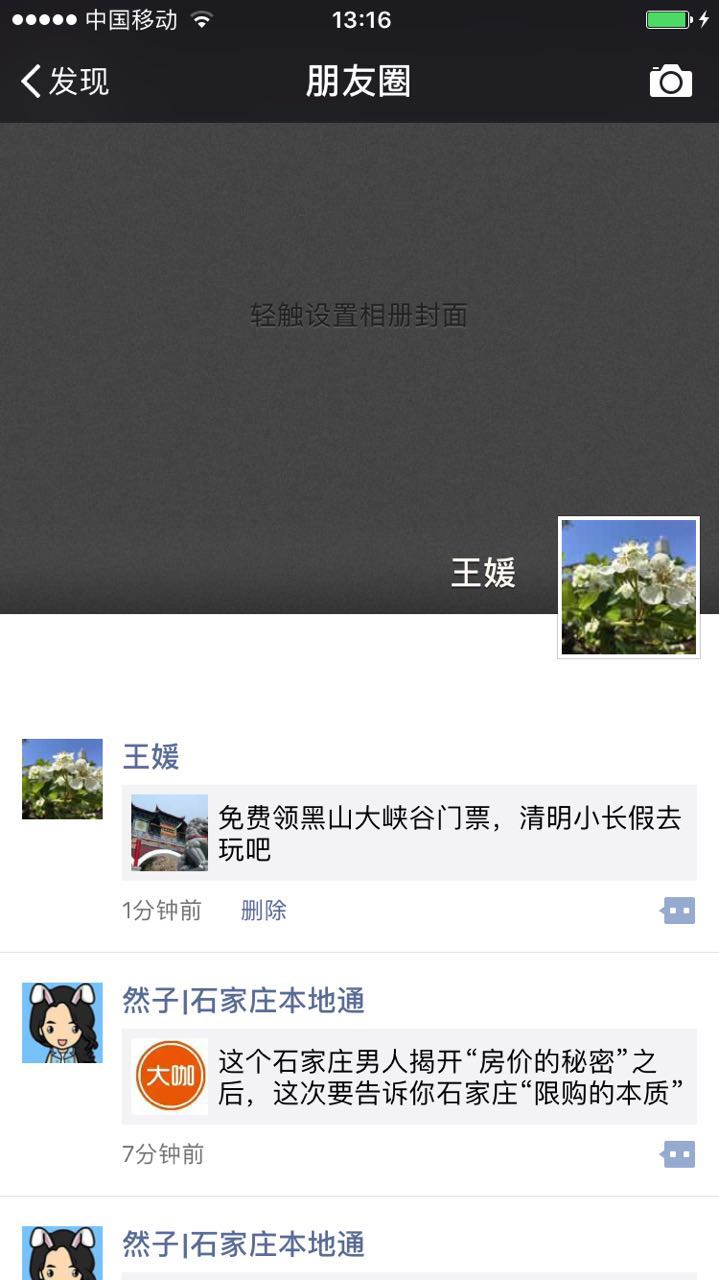 中国移动
13:16
发现
朋友圈
轻触设置相册封面
王媛
王媛
免费领黑山大峡谷门票，清明小长假去
玩吧
1分钟前
删除
然子|石家庄本地通
大咖
这个石家庄男人揭开“房价的秘密”之
后，这次要告诉你石家庄“限购的本质”
7分钟前
然子|石家庄本地通